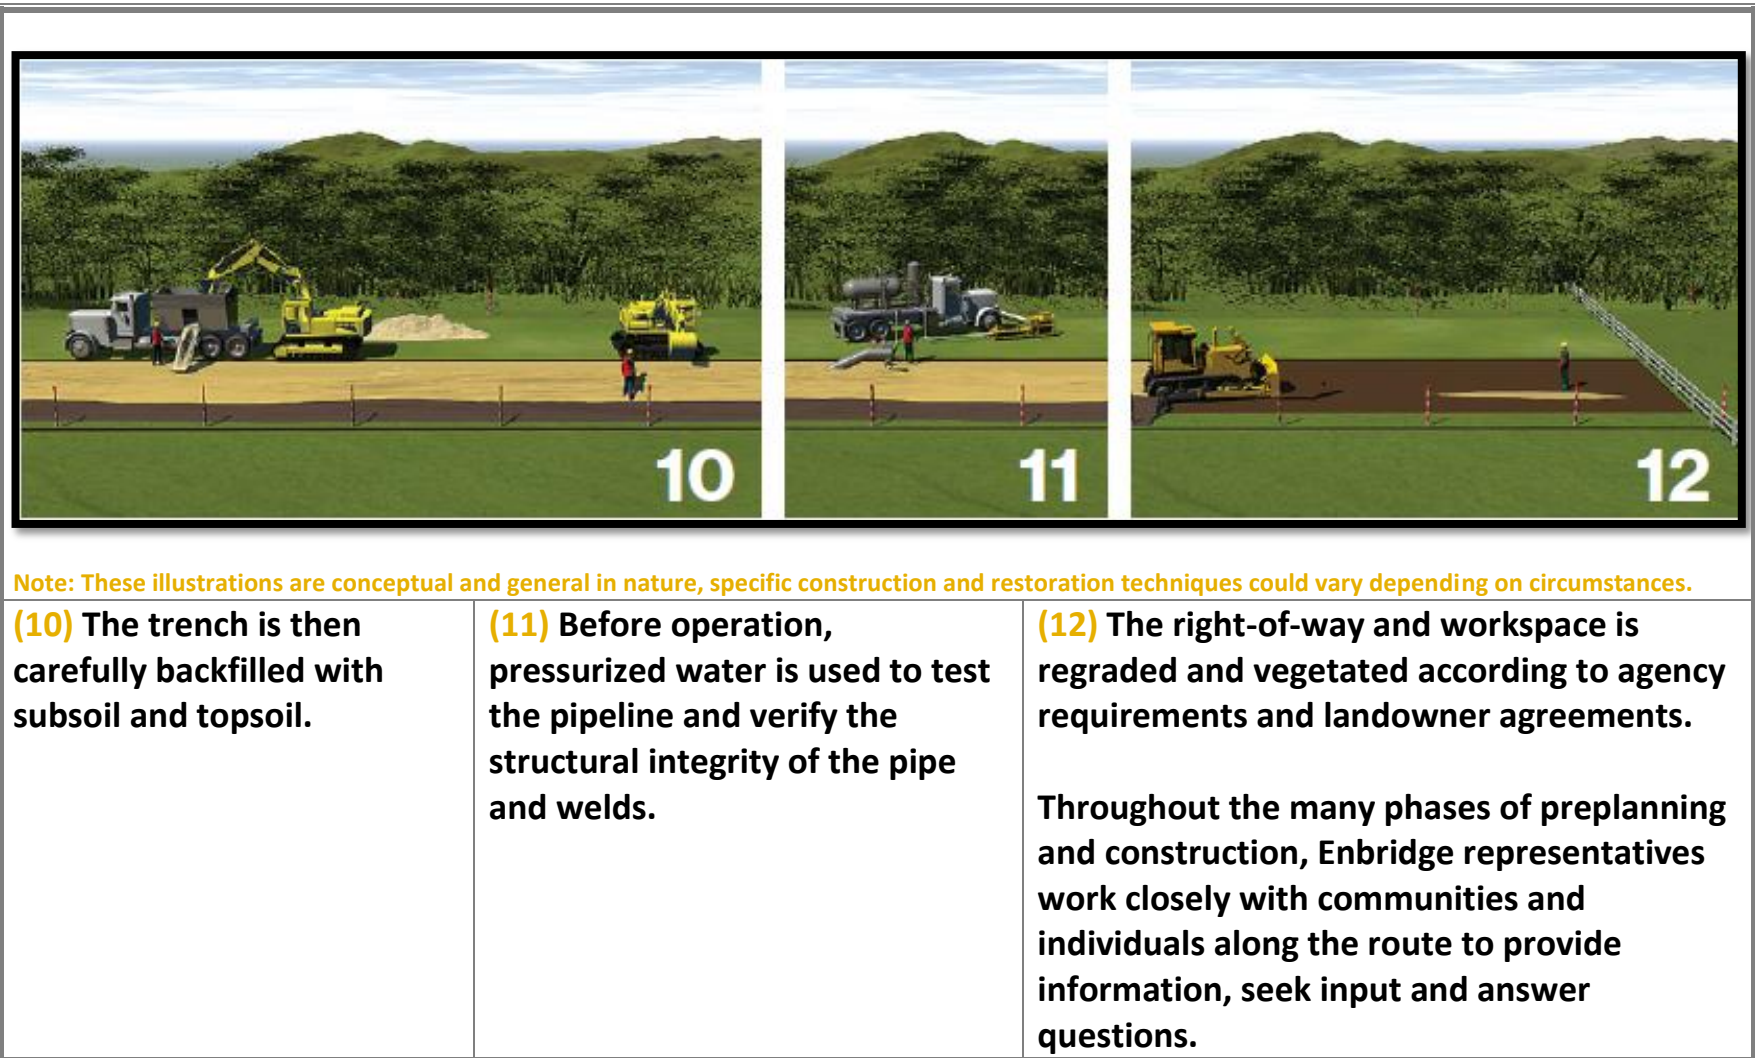 10
11
12
Note: These illustrations are conceptual and general in nature, specific construction and restoration techniques could vary depending on circumstances.
(10) The trench is then
carefully backfilled with
subsoil and topsoil.
(11) Before operation,
pressurized water is used to test
the pipeline and verify the
structural integrity of the pipe
and welds.
(12) The right-of-way and workspace is
regraded and vegetated according to agency
requirements and landowner agreements.
Throughout the many phases of preplanning
and construction, Enbridge representatives
work closely with communities and
individuals along the route to provide
information, seek input and answer
questions.